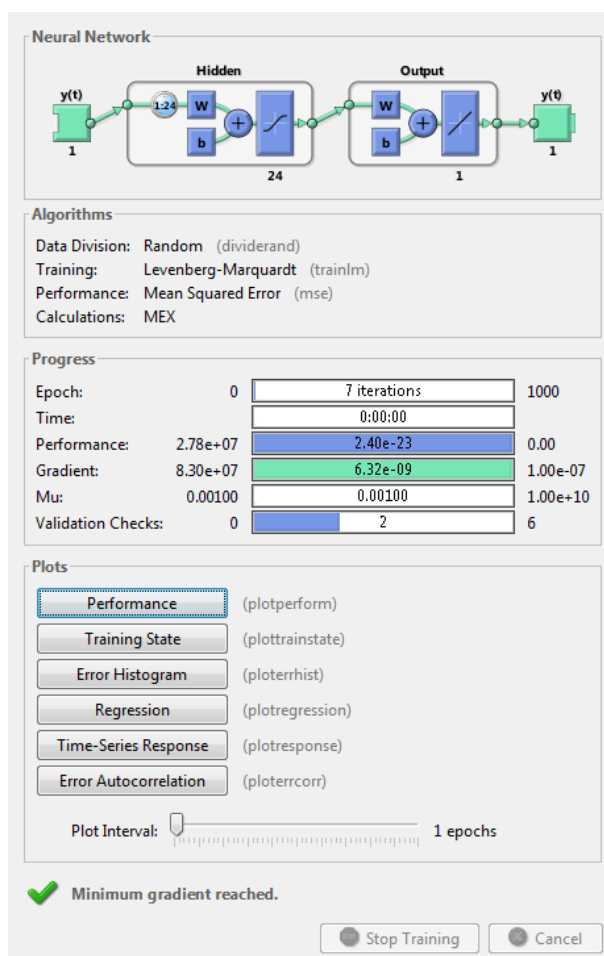 Neural Network
Hidden
Output
y(t)
1:24
W
b
+
W
b
+
y(t)
1
24
1
1
Algorithms
Data Division: Random (dividerand)
Training: Levenberg-Marquardt (trainlm)
Performance: Mean Squared Error (mse)
Calculations: MEX
Progress
Epoch: 0 7 iterations 1000
Time: 0:00:00
Performance: 2.78e+07 2.40e-23 0.00
Gradient: 8.30e+07 6.32e-09 1.00e-07
Mu: 0.00100 0.00100 1.00e+10
Validation Checks: 0 2 6
Plots
Performance (plotperform)
Training State (plottrainstate)
Error Histogram (ploterrhist)
Regression (plotregression)
Time-Series Response (plotresponse)
Error Autocorrelation (ploterrcorr)
Plot Interval: 1 epochs
Minimum gradient reached.
Stop Training Cancel